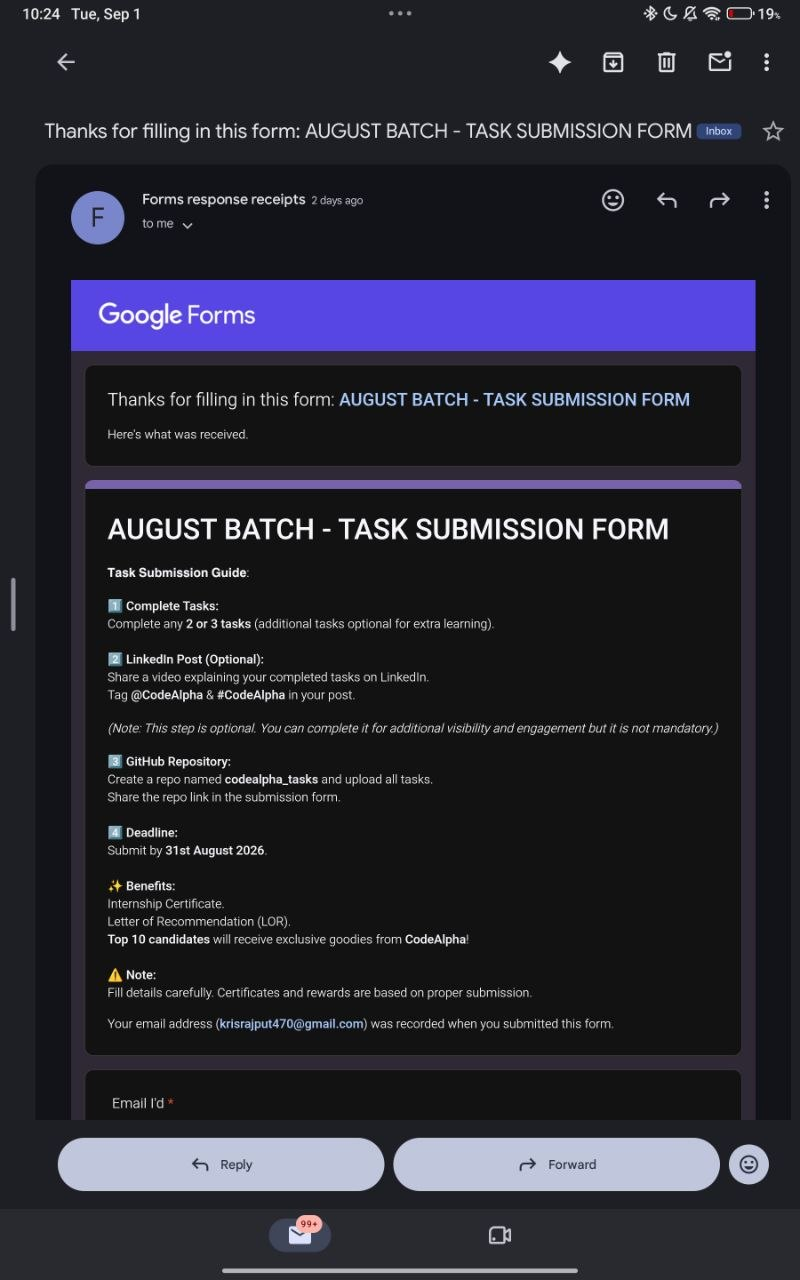 10:24 Tue, Sep 1
19%
Thanks for filling in this form: AUGUST BATCH - TASK SUBMISSION FORM Inbox
F
Forms response receipts 2 days ago
to me
Google Forms
Thanks for filling in this form: AUGUST BATCH - TASK SUBMISSION FORM
Here's what was received.
AUGUST BATCH - TASK SUBMISSION FORM
Task Submission Guide:
1️⃣ Complete Tasks:
Complete any 2 or 3 tasks (additional tasks optional for extra learning).
2️⃣ LinkedIn Post (Optional):
Share a video explaining your completed tasks on LinkedIn.
Tag @CodeAlpha & #CodeAlpha in your post.
(Note: This step is optional. You can complete it for additional visibility and engagement but it is not mandatory.)
3️⃣ GitHub Repository:
Create a repo named codealpha_tasks and upload all tasks.
Share the repo link in the submission form.
4️⃣ Deadline:
Submit by 31st August 2026.
✨ Benefits:
Internship Certificate.
Letter of Recommendation (LOR).
Top 10 candidates will receive exclusive goodies from CodeAlpha!
⚠️ Note:
Fill details carefully. Certificates and rewards are based on proper submission.
Your email address (krisrajput470@gmail.com) was recorded when you submitted this form.
Email I'd *
Reply
Forward
99+